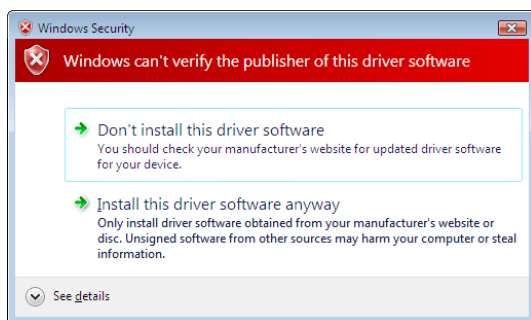 Windows Security
Windows can't verify the publisher of this driver software
Don't install this driver software
You should check your manufacturer's website for updated driver software
for your device.
Install this driver software anyway
Only install driver software obtained from your manufacturer's website or
disc. Unsigned software from other sources may harm your computer or steal
information.
See details